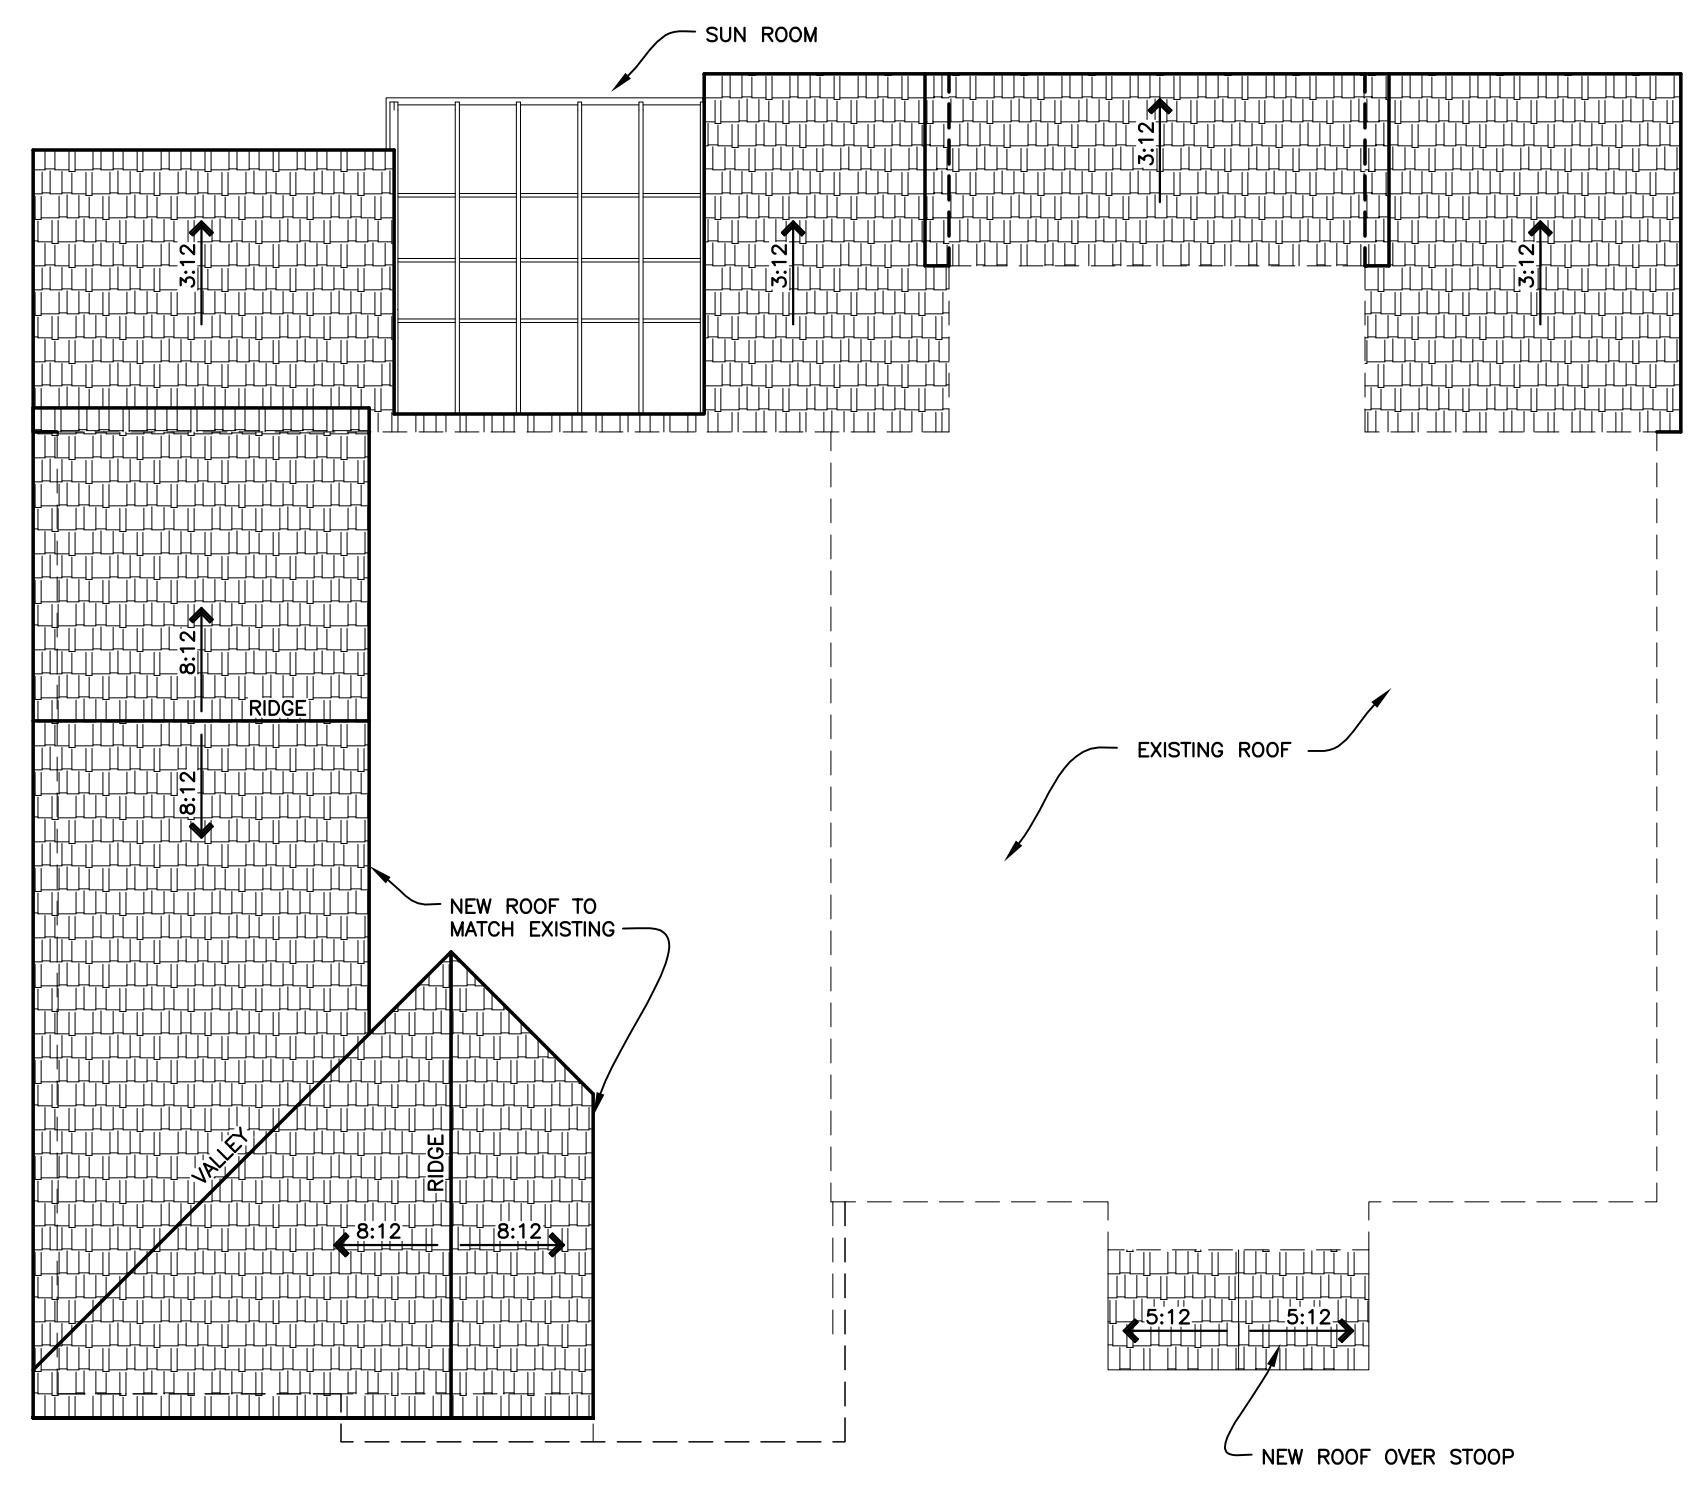 SUN ROOM
3:12
3:12
3:12
3:12
8:12
RIDGE
EXISTING ROOF
8:12
NEW ROOF TO
MATCH EXISTING
VALLEY
RIDGE
8:12
8:12
5:12
5:12
NEW ROOF OVER STOOP